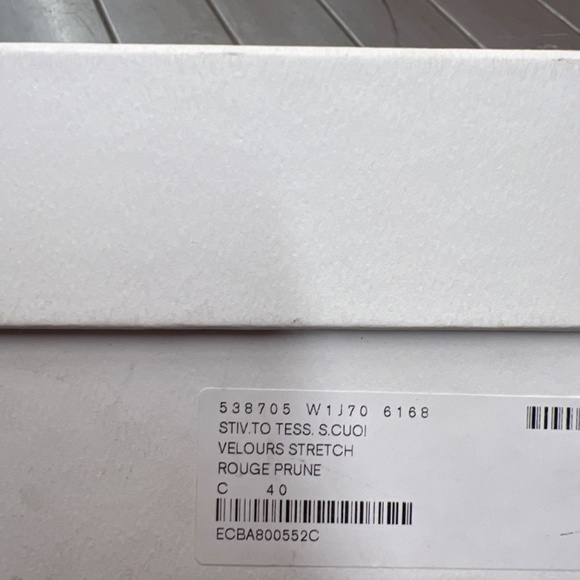 538705 W1J70 6168
STIV.TO TESS. S.CUOI
VELOURS STRETCH
ROUGE PRUNE
C 40
ECBA800552C